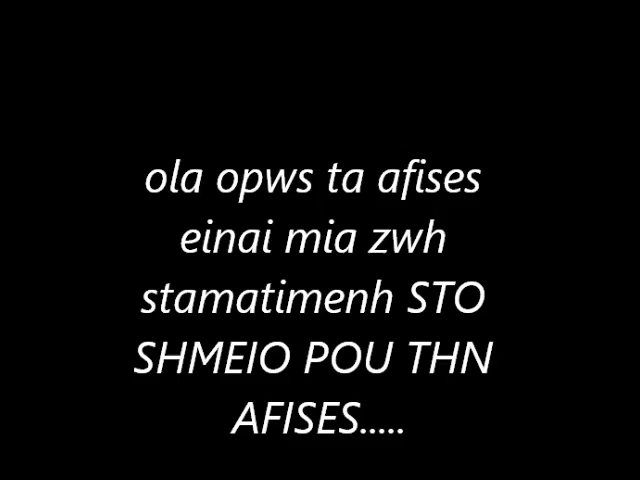 ola opws ta afises
einai mia zwh
stamatimenh STO
SHMEIO POU THN
AFISES.....